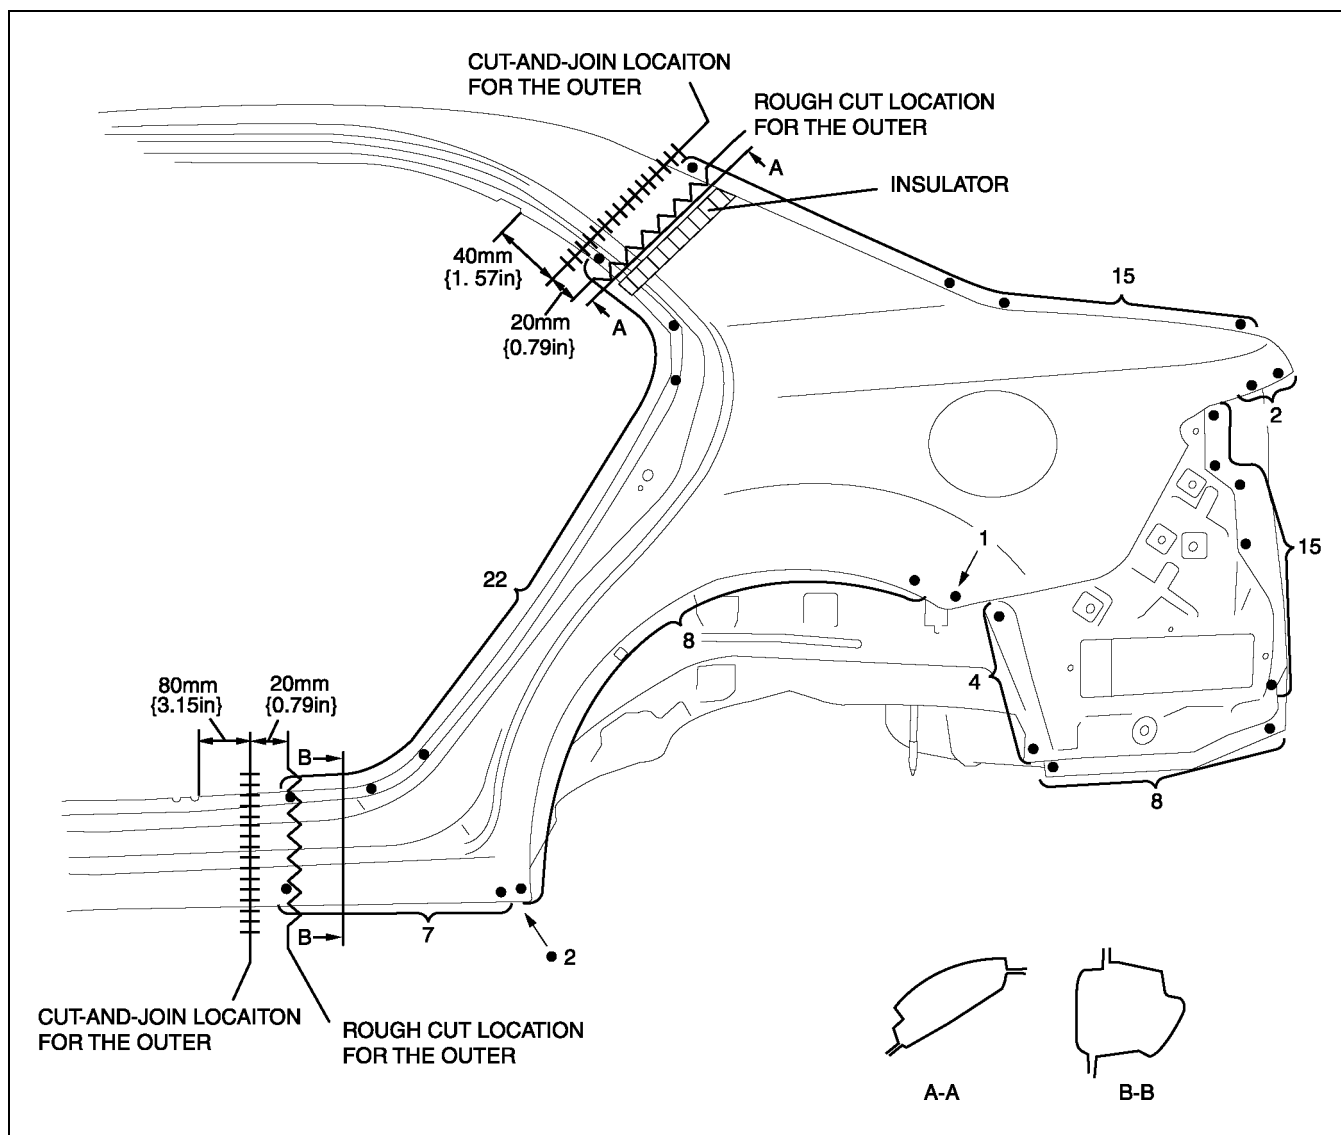 CUT-AND-JOIN LOCAITON
FOR THE OUTER
ROUGH CUT LOCATION
FOR THE OUTER
A
INSULATOR
40mm
{1. 57in}
20mm
{0.79in}
A
15
2
15
1
22
8
4
80mm
{3.15in}
20mm
{0.79in}
B
8
B
7
2
CUT-AND-JOIN LOCAITON
FOR THE OUTER
ROUGH CUT LOCATION
FOR THE OUTER
A-A
B-B